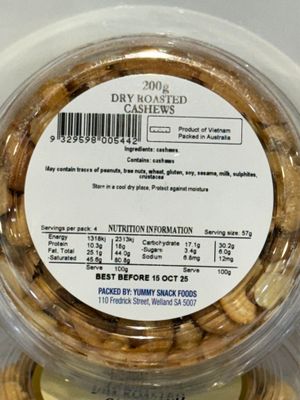 200g
DRY ROASTED
CASHEWS
9 329598 005442
Product of Vietnam
Packed in Australia
Ingredients: cashews.
Contains: cashews
May contain traces of peanuts, tree nuts, wheat, gluten, soy, sesame, milk, sulphites,
crustacea
Store in a cool dry place, Protect against moisture
Servings per pack: 4 NUTRITION INFORMATION Serving size: 57g
Energy 1318kj 2313kj Carbohydrate 17.1g 30.2g
Protein 10.3g 18g -Sugars 3.4g 6.0g
Fat, Total 25.1g 44.0g Sodium 6.8mg 12mg
-Saturated 45.6g 80.8g Serve 100g
Serve 100g
BEST BEFORE 15 OCT 25
PACKED BY: YUMMY SNACK FOODS
110 Fredrick Street, Welland SA 5007
DRY ROASTED